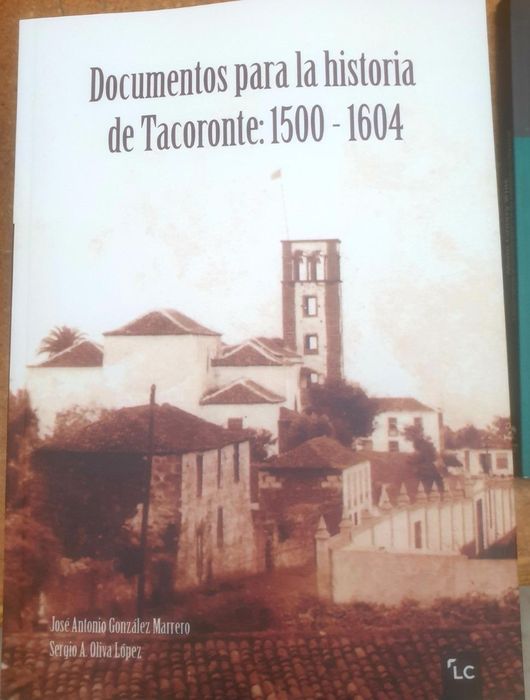 Documentos para la historia
de Tacoronte: 1500 - 1604
José Antonio González Marrero
Sergio A. Oliva López
LC